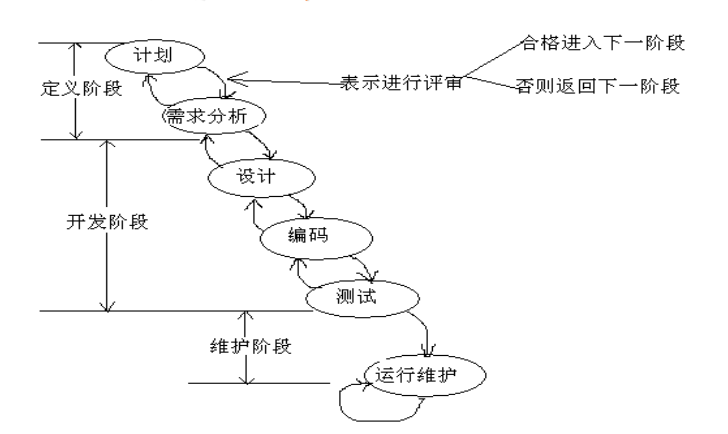 计划
合格进入下一阶段
定义阶段
表示进行评审
否则返回下一阶段
需求分析
设计
开发阶段
编码
测试
维护阶段
运行维护